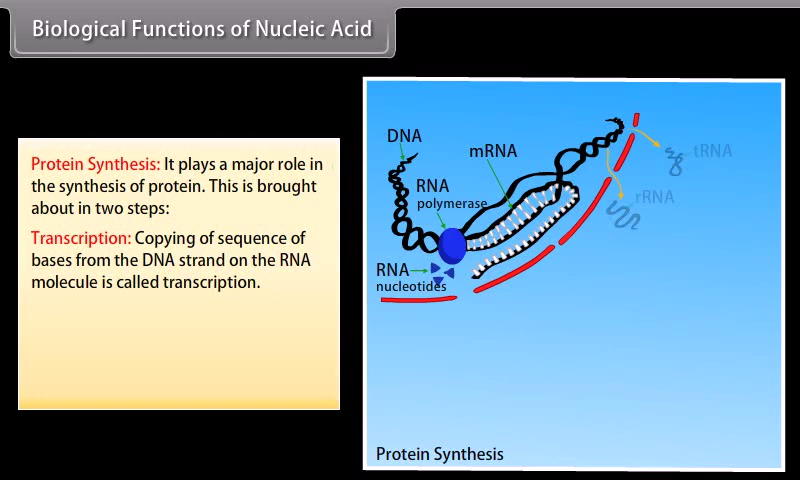 Biological Functions of Nucleic Acid
Protein Synthesis: It plays a major role in
the synthesis of protein. This is brought
about in two steps:
Transcription: Copying of sequence of
bases from the DNA strand on the RNA
molecule is called transcription.
DNA
mRNA
tRNA
RNA
polymerase
rRNA
RNA
nucleotides
Protein Synthesis